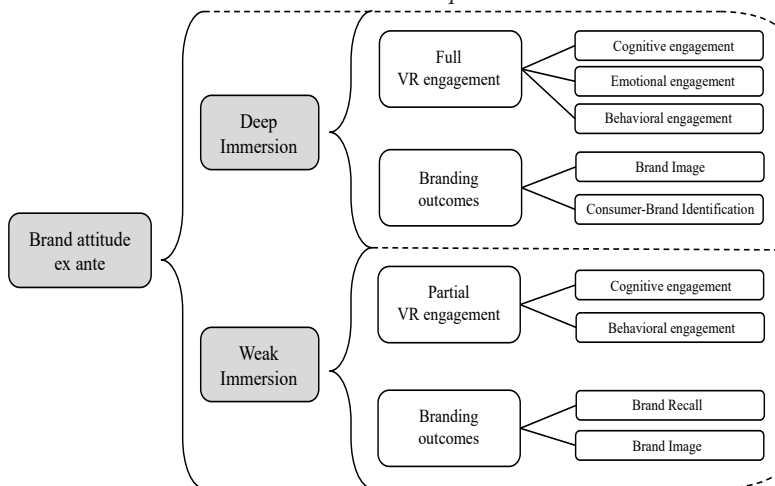 Full
VR engagement
Cognitive engagement
Emotional engagement
Behavioral engagement
Deep
Immersion
Branding
outcomes
Brand Image
Consumer-Brand Identification
Brand attitude
ex ante
Partial
VR engagement
Cognitive engagement
Behavioral engagement
Weak
Immersion
Branding
outcomes
Brand Recall
Brand Image